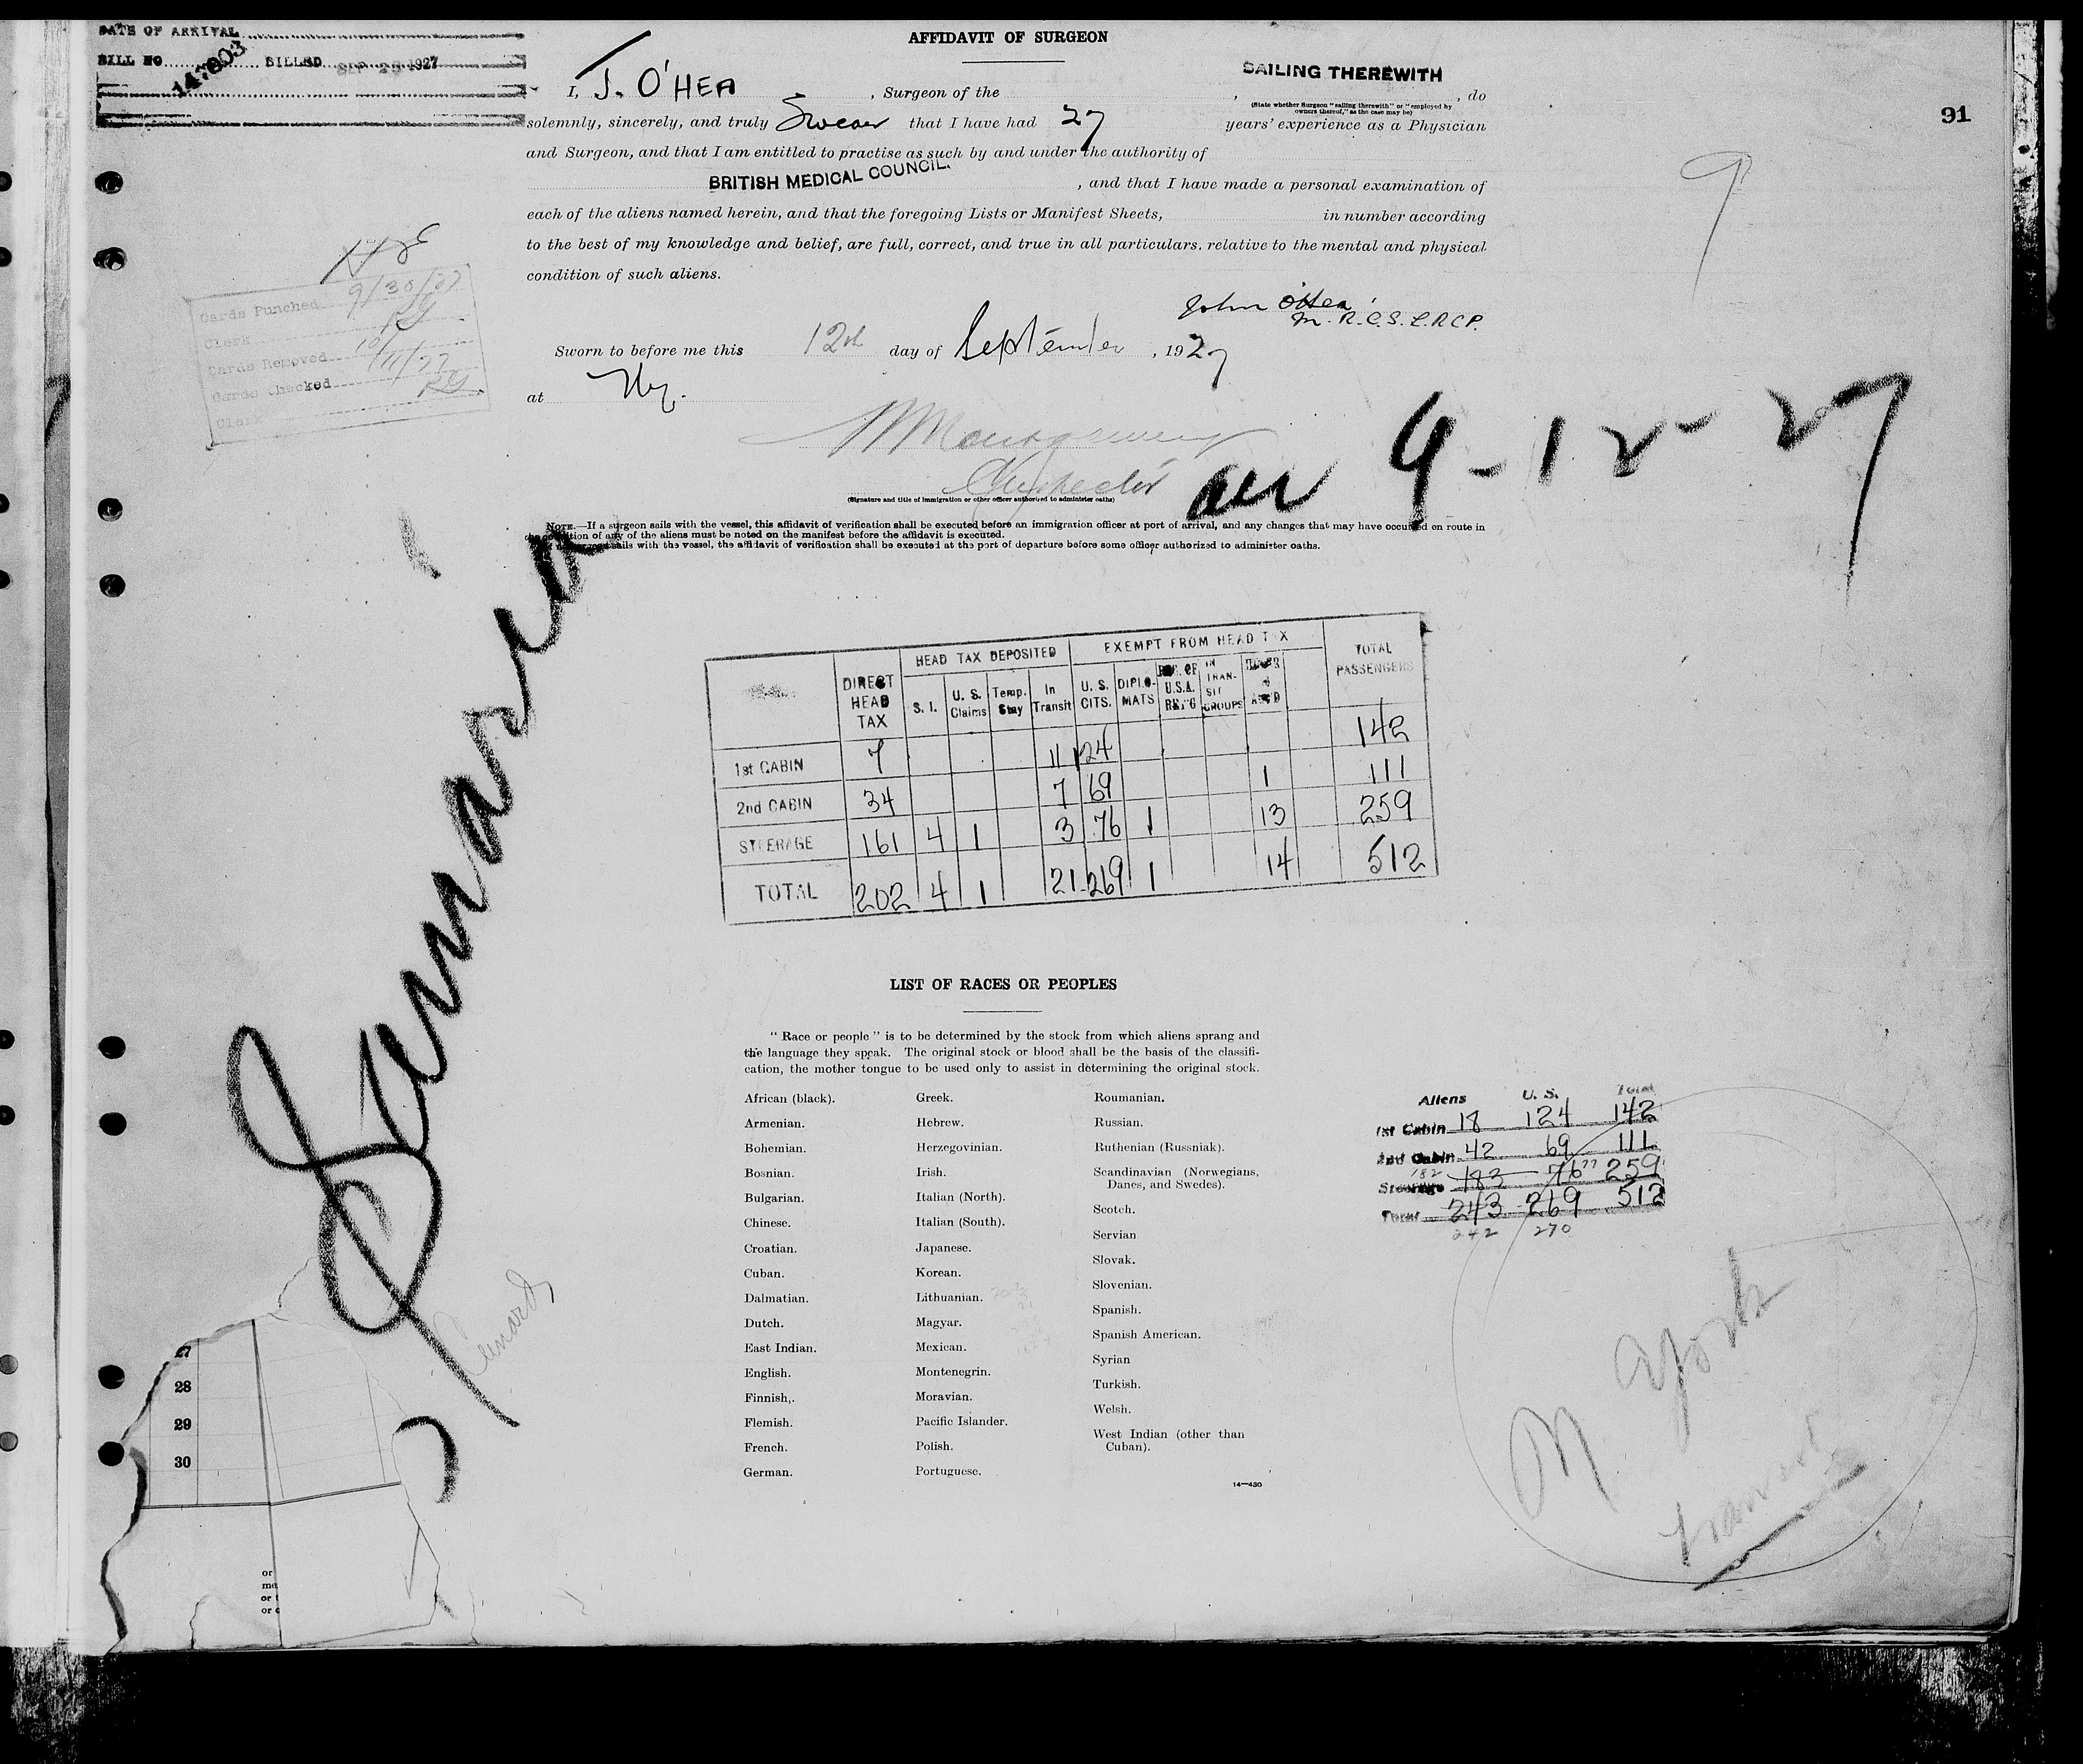 DATE OF ARRIVAL
BILL NO 147803 BILLED SEP 29 1927
AFFIDAVIT OF SURGEON
SAILING THEREWITH
I, J. O'HEA, Surgeon of the , , do
(State whether Surgeon "sailing therewith" or "employed by
owners thereof," as the case may be)
91
solemnly, sincerely, and truly Swear that I have had 27 years' experience as a Physician
and Surgeon, and that I am entitled to practise as such by and under the authority of
BRITISH MEDICAL COUNCIL. , and that I have made a personal examination of
9
each of the aliens named herein, and that the foregoing Lists or Manifest Sheets, in number according
to the best of my knowledge and belief, are full, correct, and true in all particulars, relative to the mental and physical
condition of such aliens.
Cards Punched 9/30/27
Clerk
Cards Removed
10/11/27
Cards Checked
Clerk
John O'Hea
M.R.C.S. L.R.C.P.
Sworn to before me this 12th day of September, 1927
at NY.
Montgomery
Inspector
arr 9-12-27
(Signature and title of immigration or other officer authorized to administer oaths)
NOTE.—If a surgeon sails with the vessel, this affidavit of verification shall be executed before an immigration officer at port of arrival, and any changes that may have occurred on route in
the condition of any of the aliens must be noted on the manifest before the affidavit is executed.
sails with the vessel, the affidavit of verification shall be executed at the port of departure before some officer authorized to administer oaths.
Samaria
DIRECT HEAD TAX
HEAD TAX DEPOSITED
EXEMPT FROM HEAD TAX
TOTAL PASSENGERS
S. I. U. S. Claims Temp. Stay In Transit U. S. CITS. DIPLOMATS U.S.A. IN TRANSIT GROUPS
1st CABIN 7 11 124 142
2nd CABIN 34 7 69 1 111
STEERAGE 161 4 1 3 76 1 13 259
TOTAL 202 4 1 21 269 1 14 512
LIST OF RACES OR PEOPLES
"Race or people" is to be determined by the stock from which aliens sprang and
the language they speak. The original stock or blood shall be the basis of the classifi-
cation, the mother tongue to be used only to assist in determining the original stock.
African (black).
Armenian.
Bohemian.
Bosnian.
Bulgarian.
Chinese.
Croatian.
Cuban.
Dalmatian.
Dutch.
East Indian.
English.
Finnish,.
Flemish.
French.
German.
Greek.
Hebrew.
Herzegovinian.
Irish.
Italian (North).
Italian (South).
Japanese.
Korean.
Lithuanian.
Magyar.
Mexican.
Montenegrin.
Moravian.
Pacific Islander.
Polish.
Portuguese.
Roumanian.
Russian.
Ruthenian (Russniak).
Scandinavian (Norwegians,
Danes, and Swedes).
Scotch.
Servian
Slovak.
Slovenian.
Spanish.
Spanish American.
Syrian
Turkish.
Welsh.
West Indian (other than
Cuban).
14—430
Aliens U. S. Total
1st Cabin 18 124 142
2nd Cabin 42 69 111
182 77
Steerage 183 76 259
Total 243 269 512
242 270
Cunard
N York
27
28
29
30
or
me
or t
or c